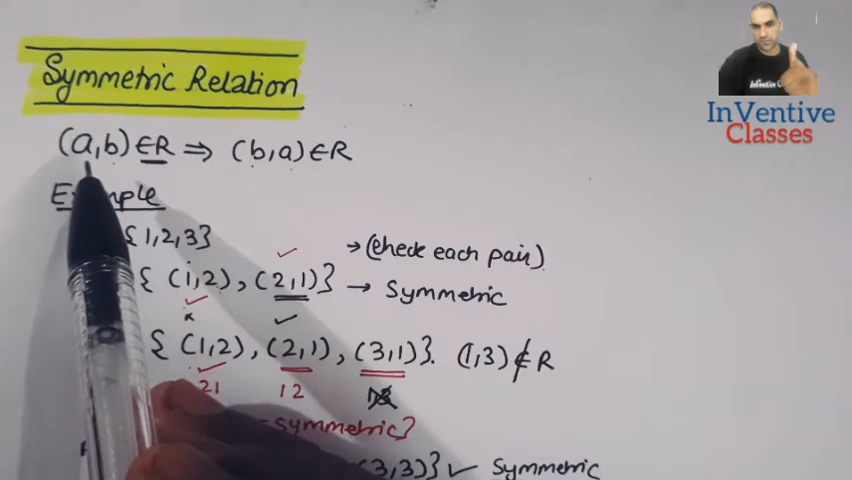 Symmetric Relation
InVentive
Classes
(a,b) ∈ R ⇒ (b,a) ∈ R
{1,2,3}
→ (check each pair).
{ (1,2), (2,1)} → Symmetric
{ (1,2), (2,1), (3,1)}. (1,3) ∉ R
21 12
symmetric}
(3,3)} ✓ Symmetric